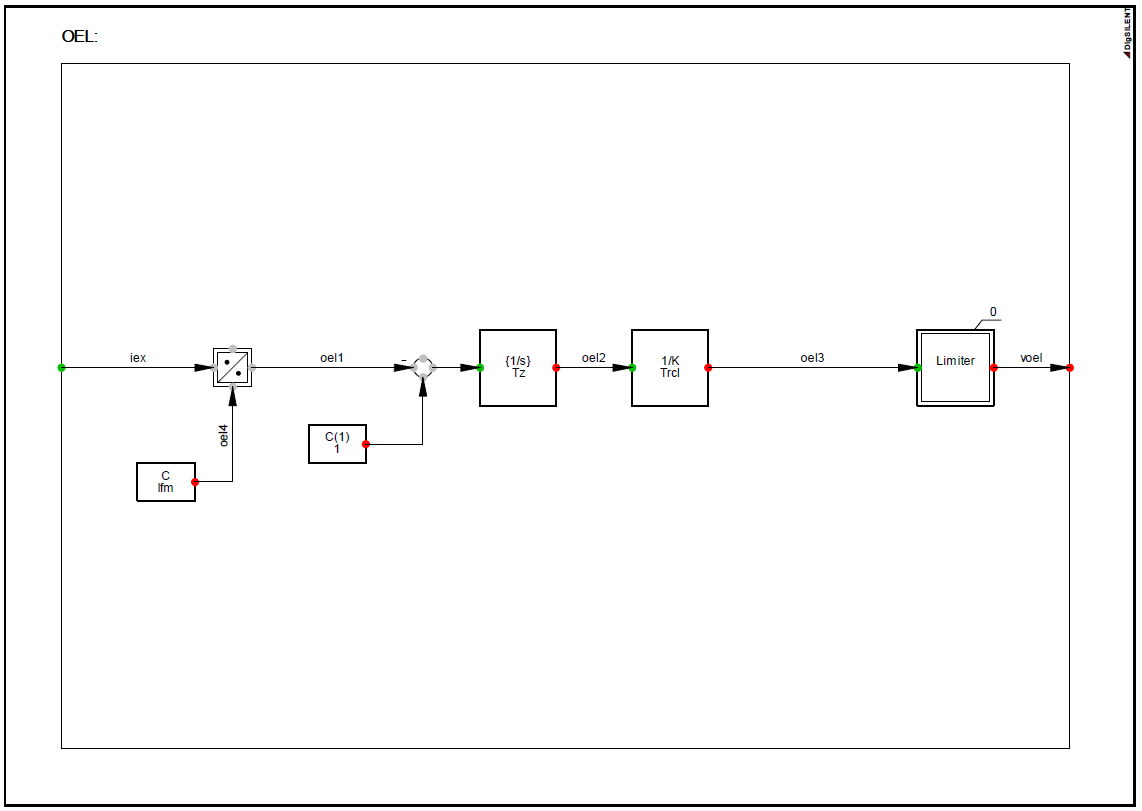 OEL:
DIgSILENT
0
iex
oel1
-
{1/s}
Tz
oel2
1/K
Trcl
oel3
Limiter
voel
oel4
C(1)
1
C
Ifm